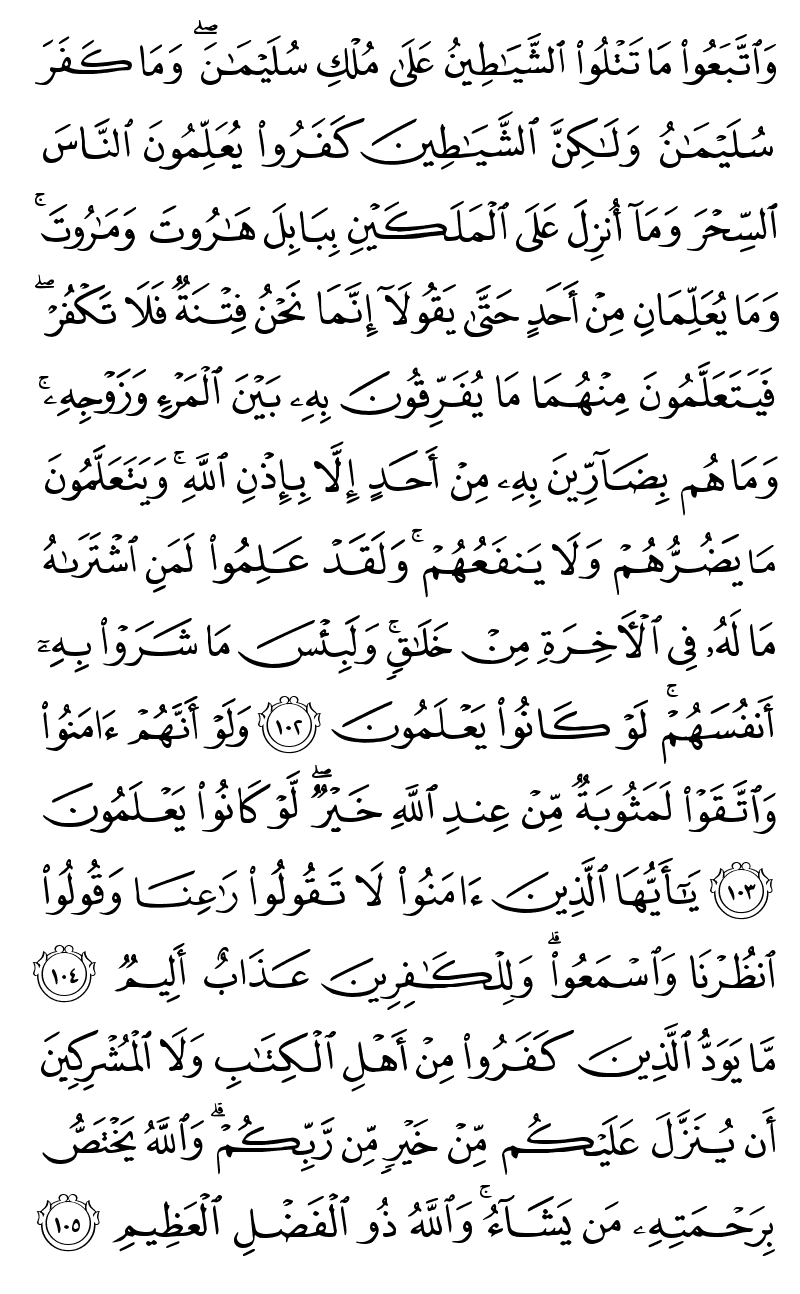 وَٱتَّبَعُوا۟ مَا تَتْلُوا۟ ٱلشَّيَـٰطِينُ عَلَىٰ مُلْكِ سُلَيْمَـٰنَ ۖ وَمَا كَفَرَ
سُلَيْمَـٰنُ وَلَـٰكِنَّ ٱلشَّيَـٰطِينَ كَفَرُوا۟ يُعَلِّمُونَ ٱلنَّاسَ
ٱلسِّحْرَ وَمَآ أُنزِلَ عَلَى ٱلْمَلَكَيْنِ بِبَابِلَ هَـٰرُوتَ وَمَـٰرُوتَ ۚ
وَمَا يُعَلِّمَانِ مِنْ أَحَدٍ حَتَّىٰ يَقُولَآ إِنَّمَا نَحْنُ فِتْنَةٌ فَلَا تَكْفُرْ ۖ
فَيَتَعَلَّمُونَ مِنْهُمَا مَا يُفَرِّقُونَ بِهِۦ بَيْنَ ٱلْمَرْءِ وَزَوْجِهِۦ ۚ
وَمَا هُم بِضَآرِّينَ بِهِۦ مِنْ أَحَدٍ إِلَّا بِإِذْنِ ٱللَّهِ ۚ وَيَتَعَلَّمُونَ
مَا يَضُرُّهُمْ وَلَا يَنفَعُهُمْ ۚ وَلَقَدْ عَلِمُوا۟ لَمَنِ ٱشْتَرَىٰهُ
مَا لَهُۥ فِى ٱلْـَٔاخِرَةِ مِنْ خَلَـٰقٍ ۚ وَلَبِئْسَ مَا شَرَوْا۟ بِهِۦٓ
أَنفُسَهُمْ ۚ لَوْ كَانُوا۟ يَعْلَمُونَ ١٠٢ وَلَوْ أَنَّهُمْ ءَامَنُوا۟
وَٱتَّقَوْا۟ لَمَثُوبَةٌ مِّنْ عِندِ ٱللَّهِ خَيْرٌ ۖ لَّوْ كَانُوا۟ يَعْلَمُونَ
١٠٣ يَـٰٓأَيُّهَا ٱلَّذِينَ ءَامَنُوا۟ لَا تَقُولُوا۟ رَٰعِنَا وَقُولُوا۟
ٱنظُرْنَا وَٱسْمَعُوا۟ ۗ وَلِلْكَـٰفِرِينَ عَذَابٌ أَلِيمٌ ١٠٤
مَّا يَوَدُّ ٱلَّذِينَ كَفَرُوا۟ مِنْ أَهْلِ ٱلْكِتَـٰبِ وَلَا ٱلْمُشْرِكِينَ
أَن يُنَزَّلَ عَلَيْكُم مِّنْ خَيْرٍ مِّن رَّبِّكُمْ ۗ وَٱللَّهُ يَخْتَصُّ
بِرَحْمَتِهِۦ مَن يَشَآءُ ۚ وَٱللَّهُ ذُو ٱلْفَضْلِ ٱلْعَظِيمِ ١٠٥